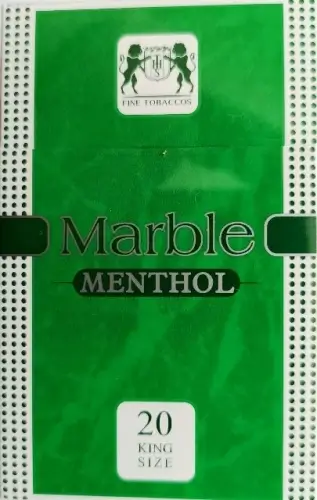 FINE TOBACCOS
Marble
MENTHOL
20
KING
SIZE